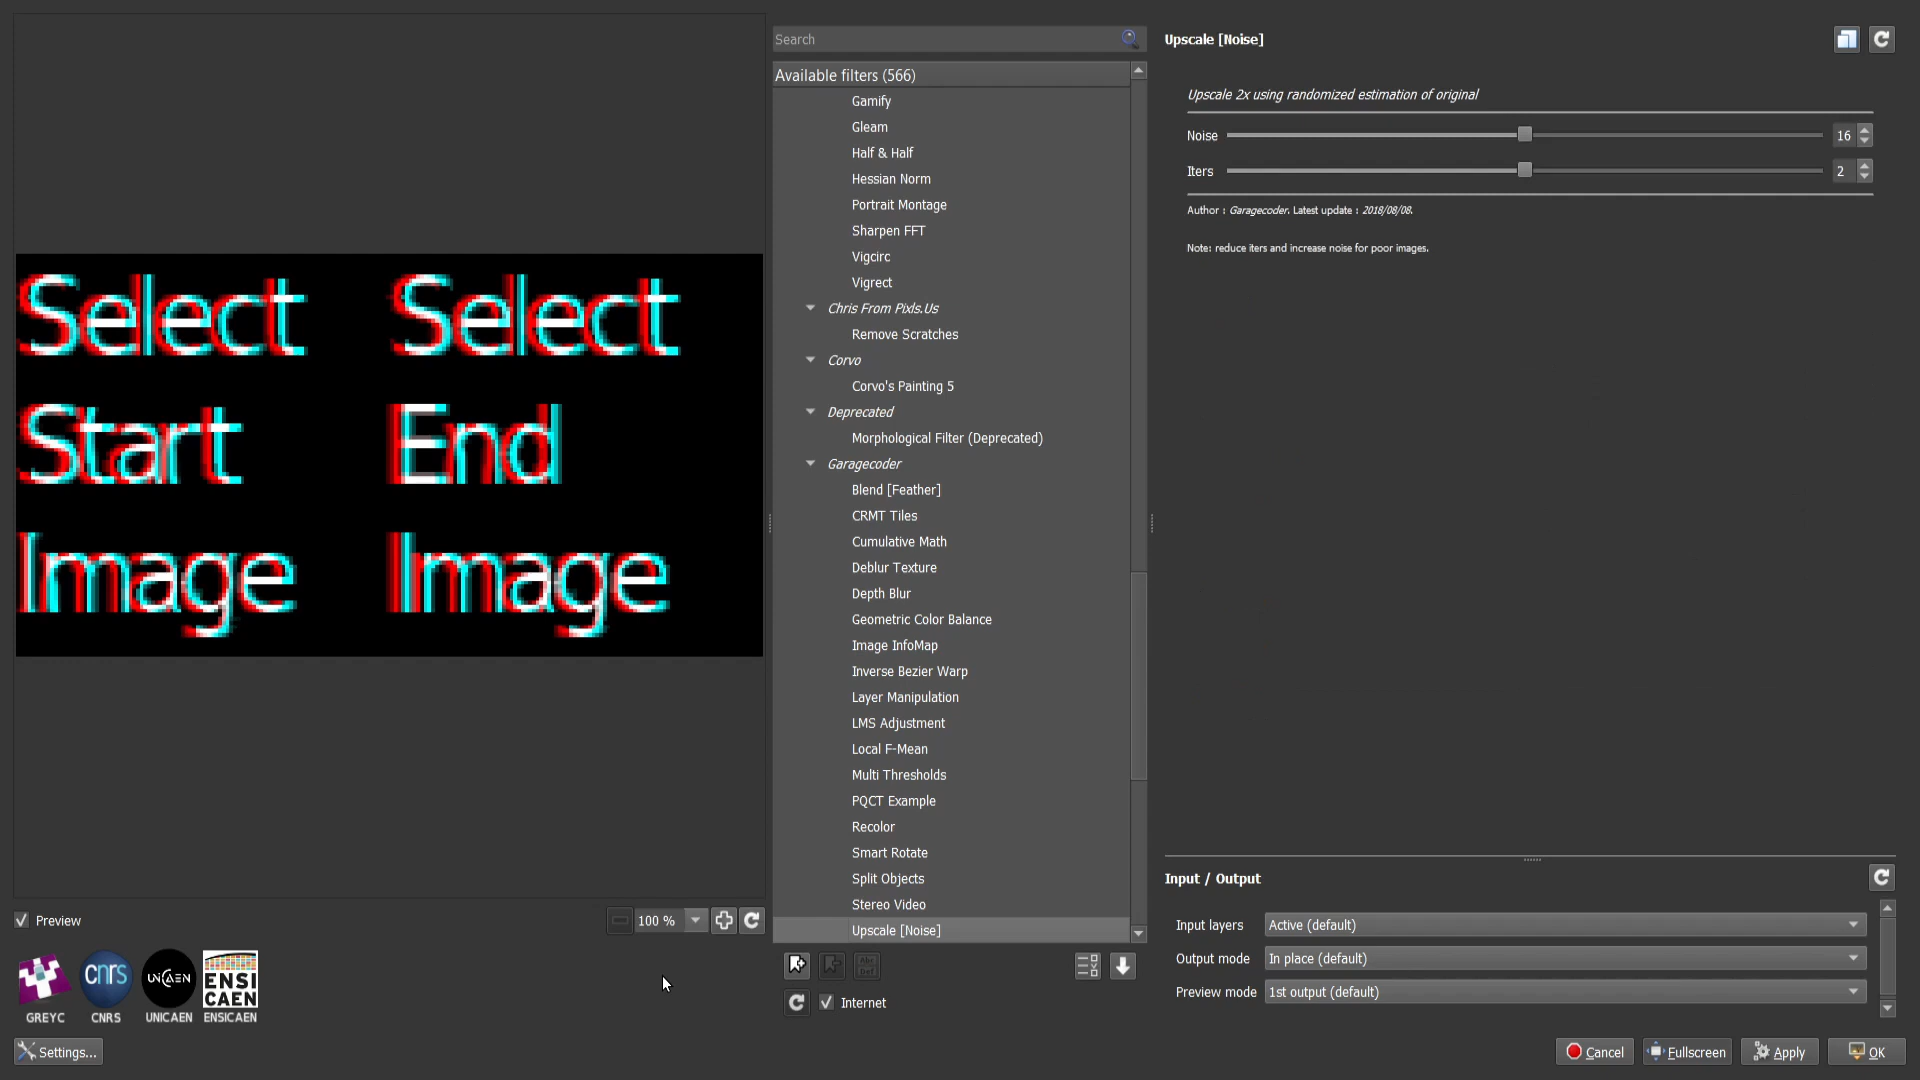 Select Select
Start End
Image Image
Preview
100 %
GREYC
cnrs
CNRS
UNICAEN
UNICAEN
ENSI
CAEN
ENSICAEN
Settings...
Search
Available filters (566)
Gamify
Gleam
Half & Half
Hessian Norm
Portrait Montage
Sharpen FFT
Vigcirc
Vigrect
Chris From Pixls.Us
Remove Scratches
Corvo
Corvo's Painting 5
Deprecated
Morphological Filter (Deprecated)
Garagecoder
Blend [Feather]
CRMT Tiles
Cumulative Math
Deblur Texture
Depth Blur
Geometric Color Balance
Image InfoMap
Inverse Bezier Warp
Layer Manipulation
LMS Adjustment
Local F-Mean
Multi Thresholds
PQCT Example
Recolor
Smart Rotate
Split Objects
Stereo Video
Upscale [Noise]
Internet
Upscale [Noise]
Upscale 2x using randomized estimation of original
Noise 16
Iters 2
Author : Garagecoder. Latest update : 2018/08/08.
Note: reduce iters and increase noise for poor images.
Input / Output
Input layers Active (default)
Output mode In place (default)
Preview mode 1st output (default)
Cancel Fullscreen Apply OK